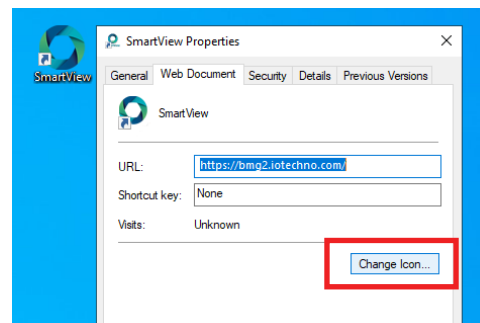 SmartView
SmartView Properties
General Web Document Security Details Previous Versions
SmartView
URL: https://bmg2.iotechno.com/
Shortcut key: None
Visits: Unknown
Change Icon...